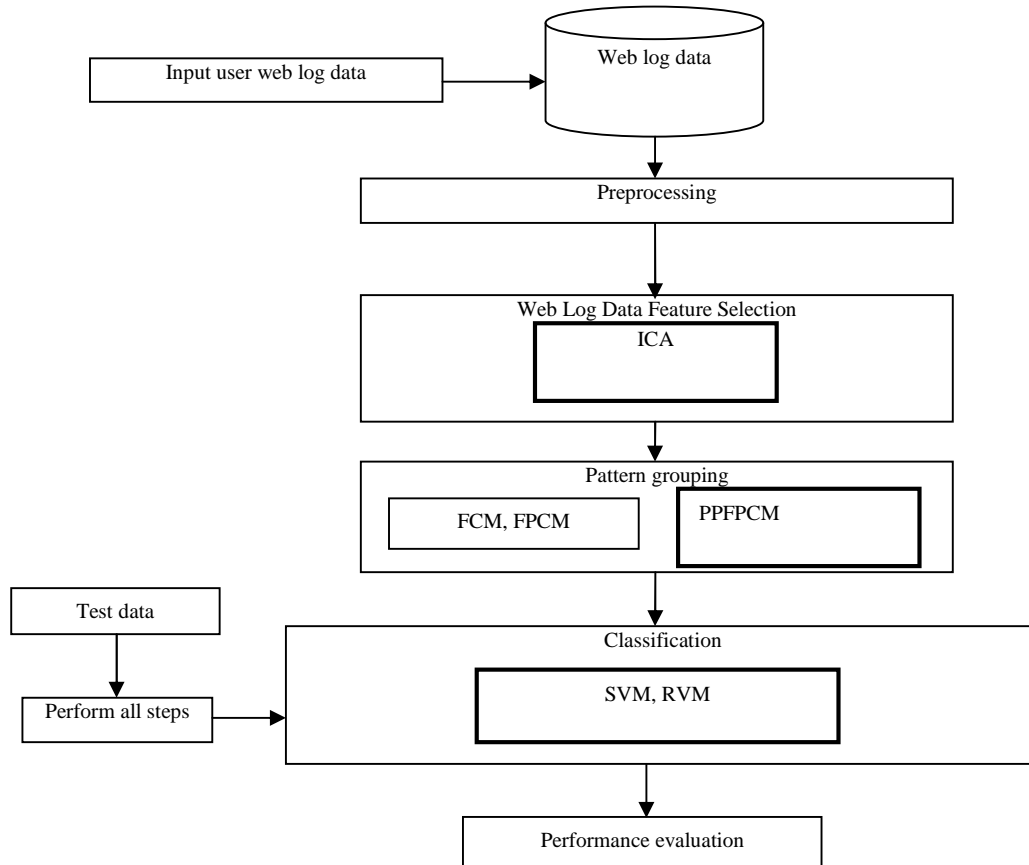 Web log data
Input user web log data
Preprocessing
Web Log Data Feature Selection
ICA
Pattern grouping
FCM, FPCM
PPFPCM
Test data
Classification
SVM, RVM
Perform all steps
Performance evaluation